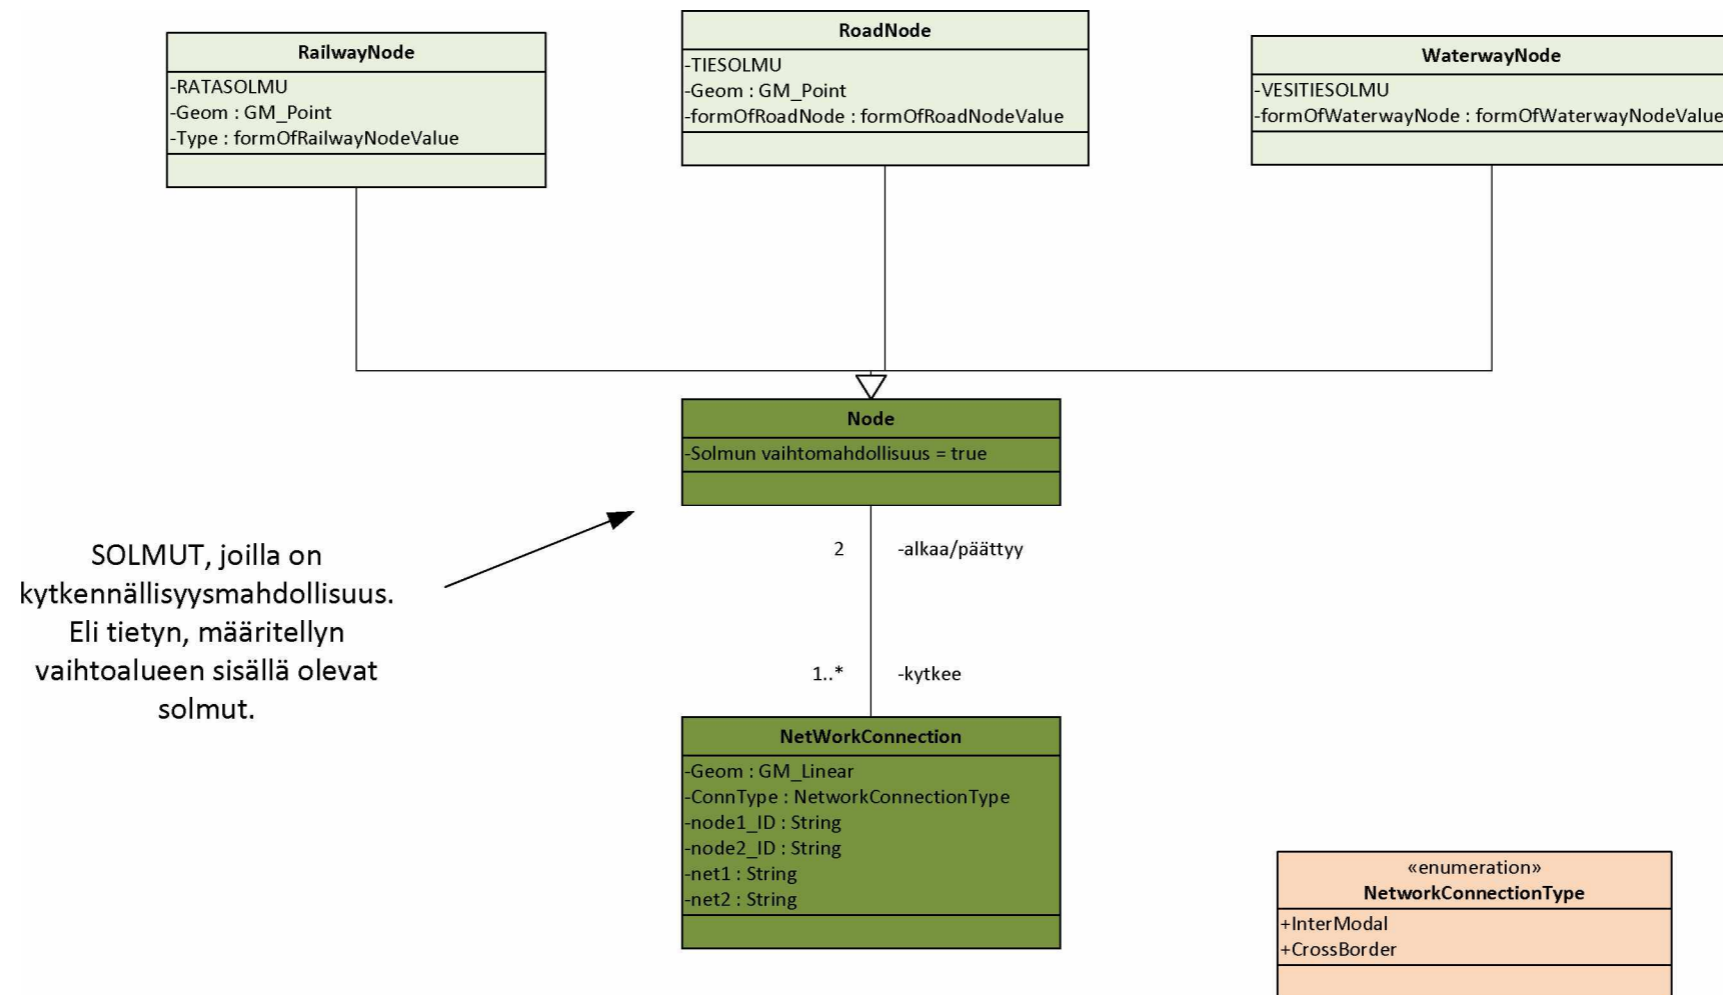 RailwayNode
-RATASOLMU
-Geom : GM_Point
-Type : formOfRailwayNodeValue
RoadNode
-TIESOLMU
-Geom : GM_Point
-formOfRoadNode : formOfRoadNodeValue
WaterwayNode
-VESITIESOLMU
-formOfWaterwayNode : formOfWaterwayNodeValue
Node
-Solmun vaihtomahdollisuus = true
SOLMUT, joilla on
kytkennällisyysmahdollisuus.
Eli tietyn, määritellyn
vaihtoalueen sisällä olevat
solmut.
2
-alkaa/päättyy
1..*
-kytkee
NetWorkConnection
-Geom : GM_Linear
-ConnType : NetworkConnectionType
-node1_ID : String
-node2_ID : String
-net1 : String
-net2 : String
«enumeration»
NetworkConnectionType
+InterModal
+CrossBorder